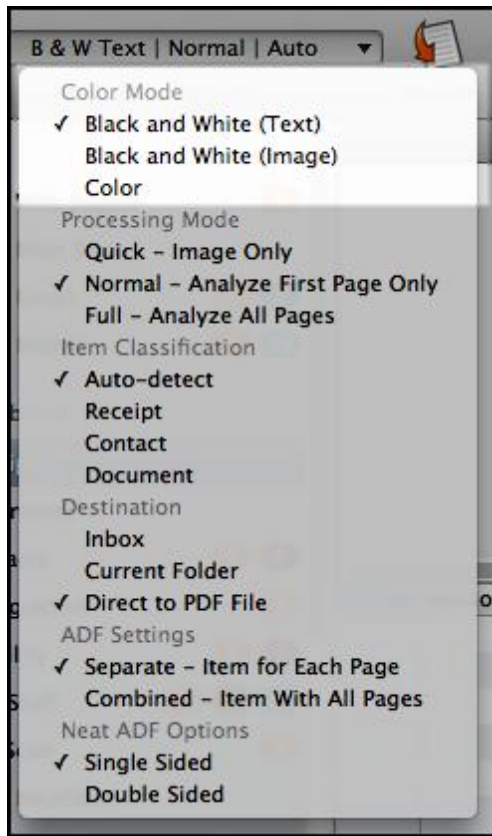 B & W Text | Normal | Auto
Color Mode
✓ Black and White (Text)
Black and White (Image)
Color
Processing Mode
Quick – Image Only
✓ Normal – Analyze First Page Only
Full – Analyze All Pages
Item Classification
✓ Auto-detect
Receipt
Contact
Document
Destination
Inbox
Current Folder
✓ Direct to PDF File
ADF Settings
✓ Separate – Item for Each Page
Combined – Item With All Pages
Neat ADF Options
✓ Single Sided
Double Sided